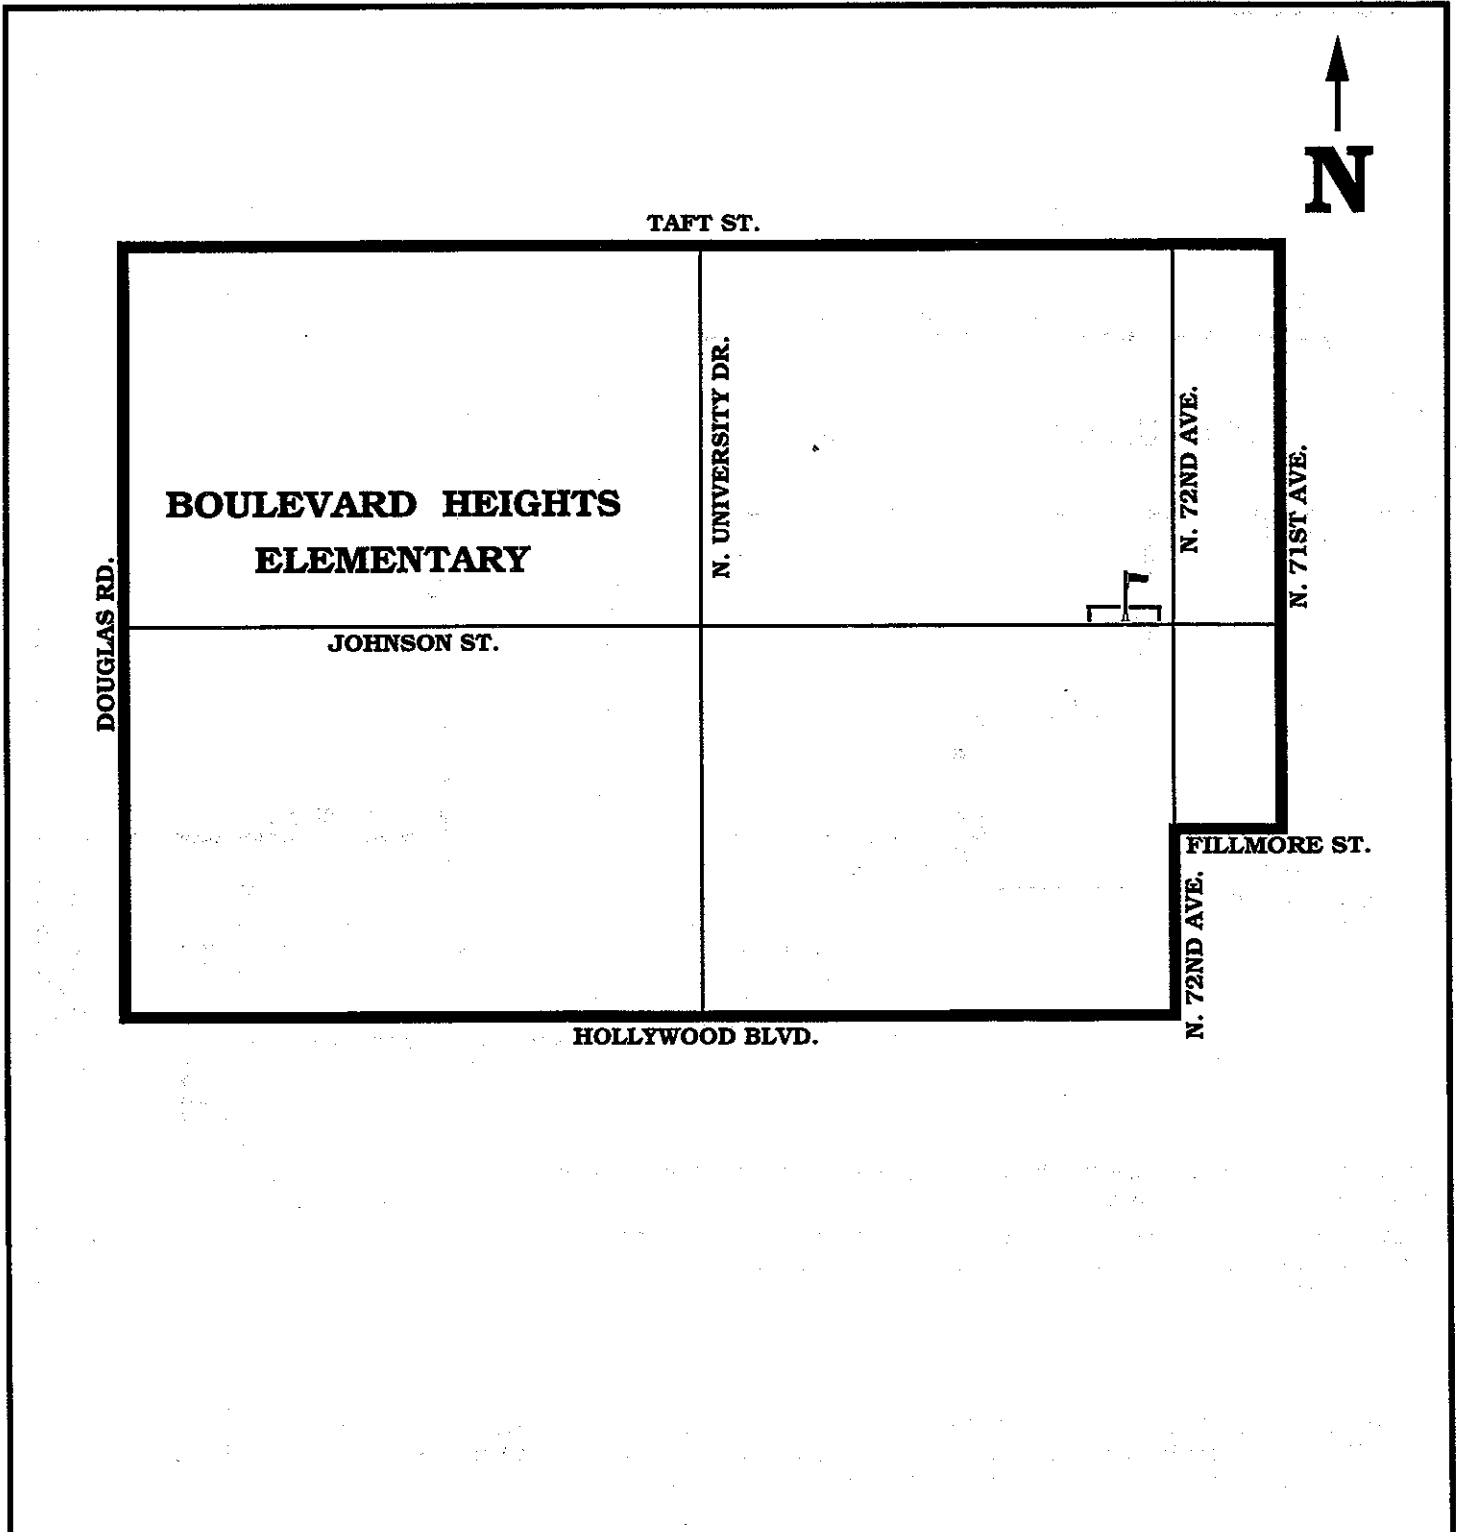 N
TAFT ST.
N. UNIVERSITY DR.
N. 72ND AVE.
N. 71ST AVE.
BOULEVARD HEIGHTS
ELEMENTARY
DOUGLAS RD.
JOHNSON ST.
FILLMORE ST.
N. 72ND AVE.
HOLLYWOOD BLVD.